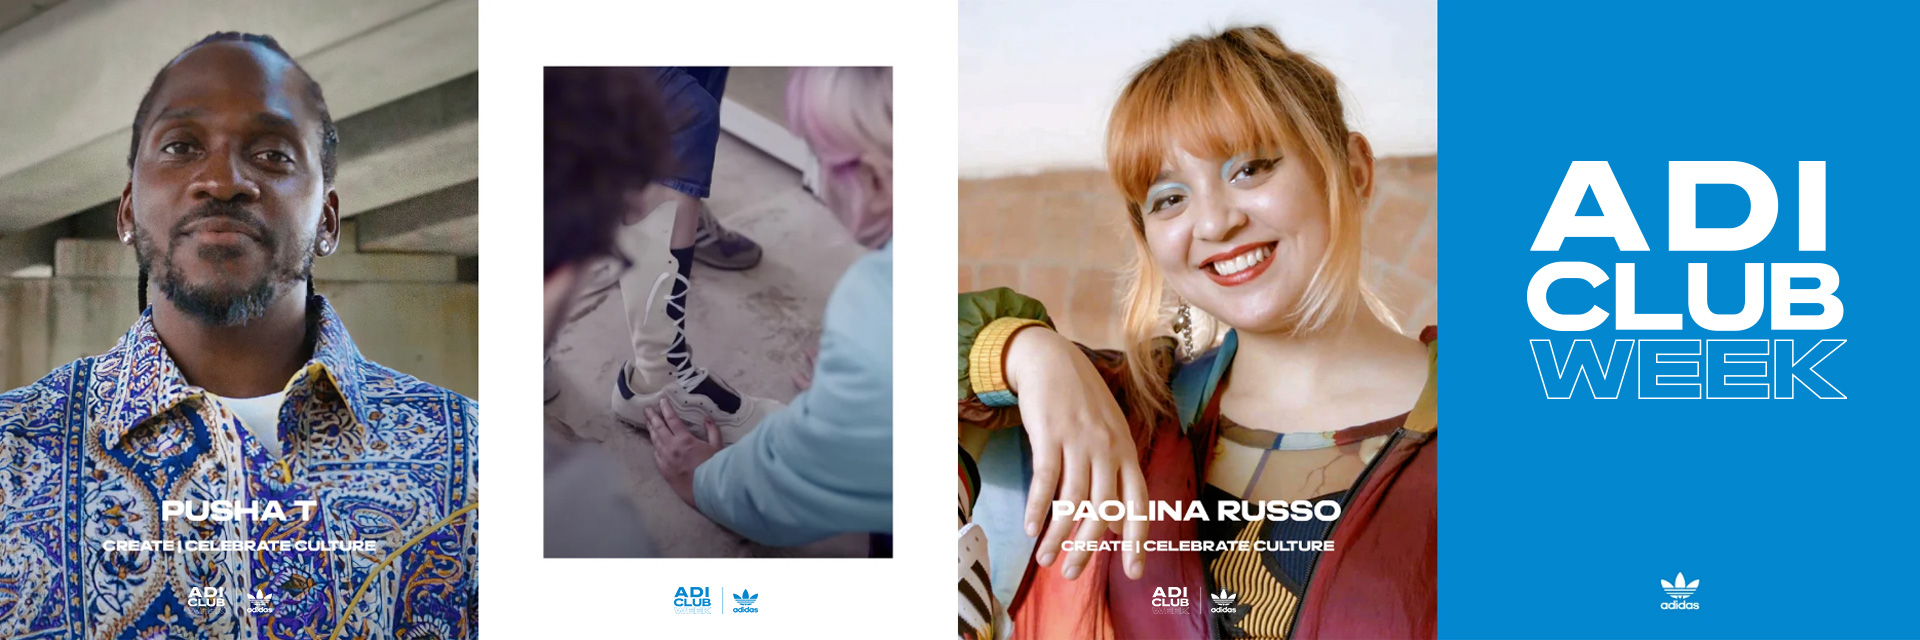 PUSHA T
CREATE | CELEBRATE CULTURE
ADI
CLUB
WEEK
adidas
ADI
CLUB
WEEK
adidas
PAOLINA RUSSO
CREATE | CELEBRATE CULTURE
ADI
CLUB
WEEK
adidas
ADI
CLUB
WEEK
adidas